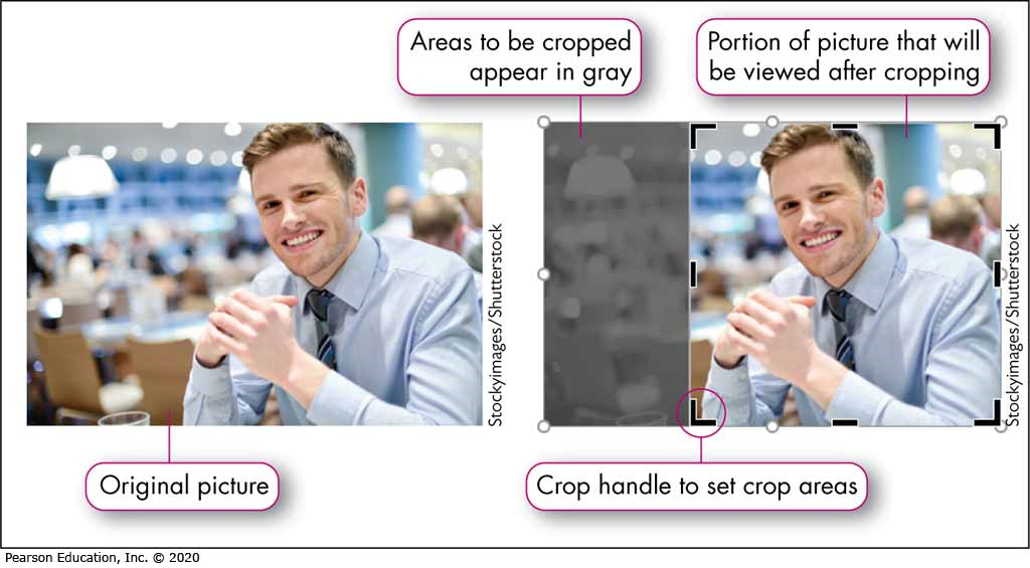 Areas to be cropped
appear in gray
Portion of picture that will
be viewed after cropping
Stockyimages/Shutterstock
Stockyimages/Shutterstock
Original picture
Crop handle to set crop areas
Pearson Education, Inc. © 2020